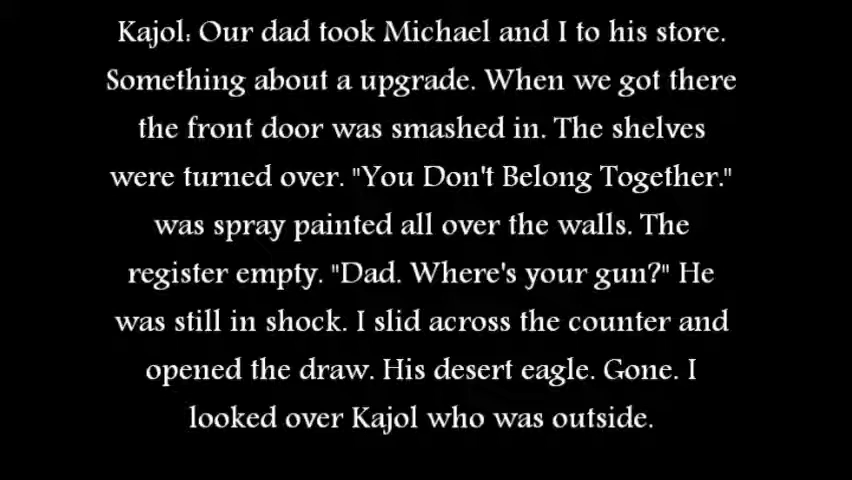 Kajol: Our dad took Michael and I to his store.
Something about a upgrade. When we got there
the front door was smashed in. The shelves
were turned over. "You Don't Belong Together."
was spray painted all over the walls. The
register empty. "Dad. Where's your gun?" He
was still in shock. I slid across the counter and
opened the draw. His desert eagle. Gone. I
looked over Kajol who was outside.